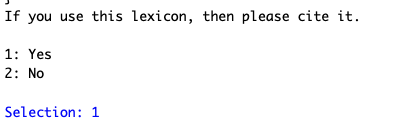 If you use this lexicon, then please cite it.
1: Yes
2: No
Selection: 1